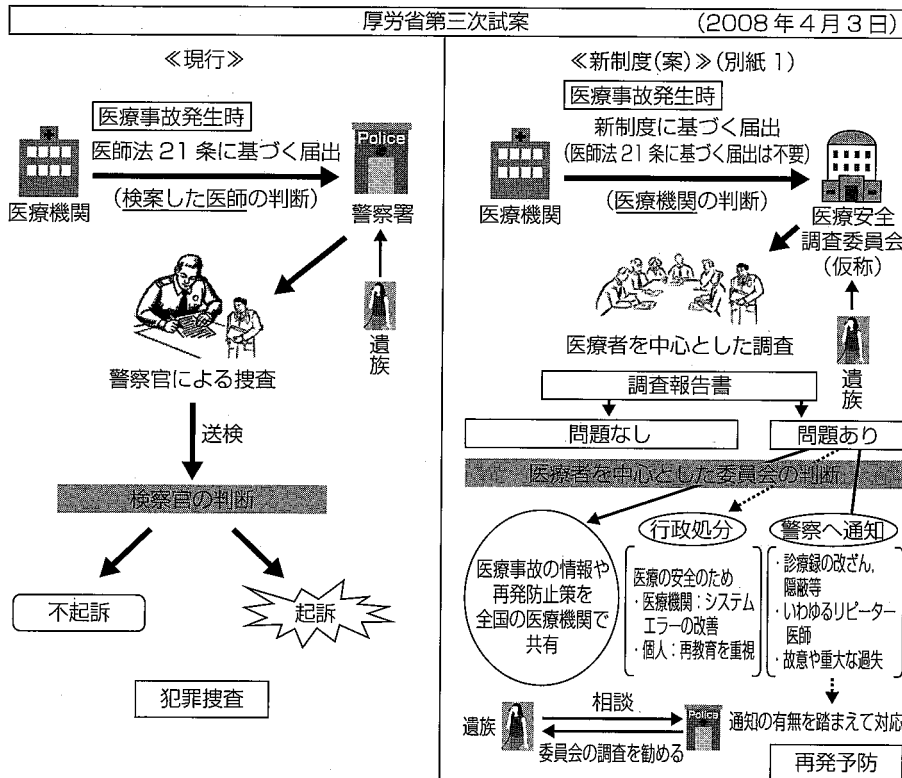 厚労省第三次試案 （2008年4月3日）
≪現行≫
医療事故発生時
医師法21条に基づく届出
（検案した医師の判断）
医療機関
Police
警察署
遺族
警察官による捜査
送検
検察官の判断
不起訴
起訴
犯罪捜査
≪新制度（案）≫（別紙1）
医療事故発生時
新制度に基づく届出
（医師法21条に基づく届出は不要）
（医療機関の判断）
医療機関
医療安全
調査委員会
（仮称）
遺族
医療者を中心とした調査
調査報告書
問題なし
問題あり
医療者を中心とした委員会の判断
医療事故の情報や
再発防止策を
全国の医療機関で
共有
行政処分
医療の安全のため
・医療機関：システム
エラーの改善
・個人：再教育を重視
警察へ通知
・診療録の改ざん，
隠蔽等
・いわゆるリピーター
医師
・故意や重大な過失
遺族
相談
委員会の調査を勧める
Police
通知の有無を踏まえて対応
再発予防